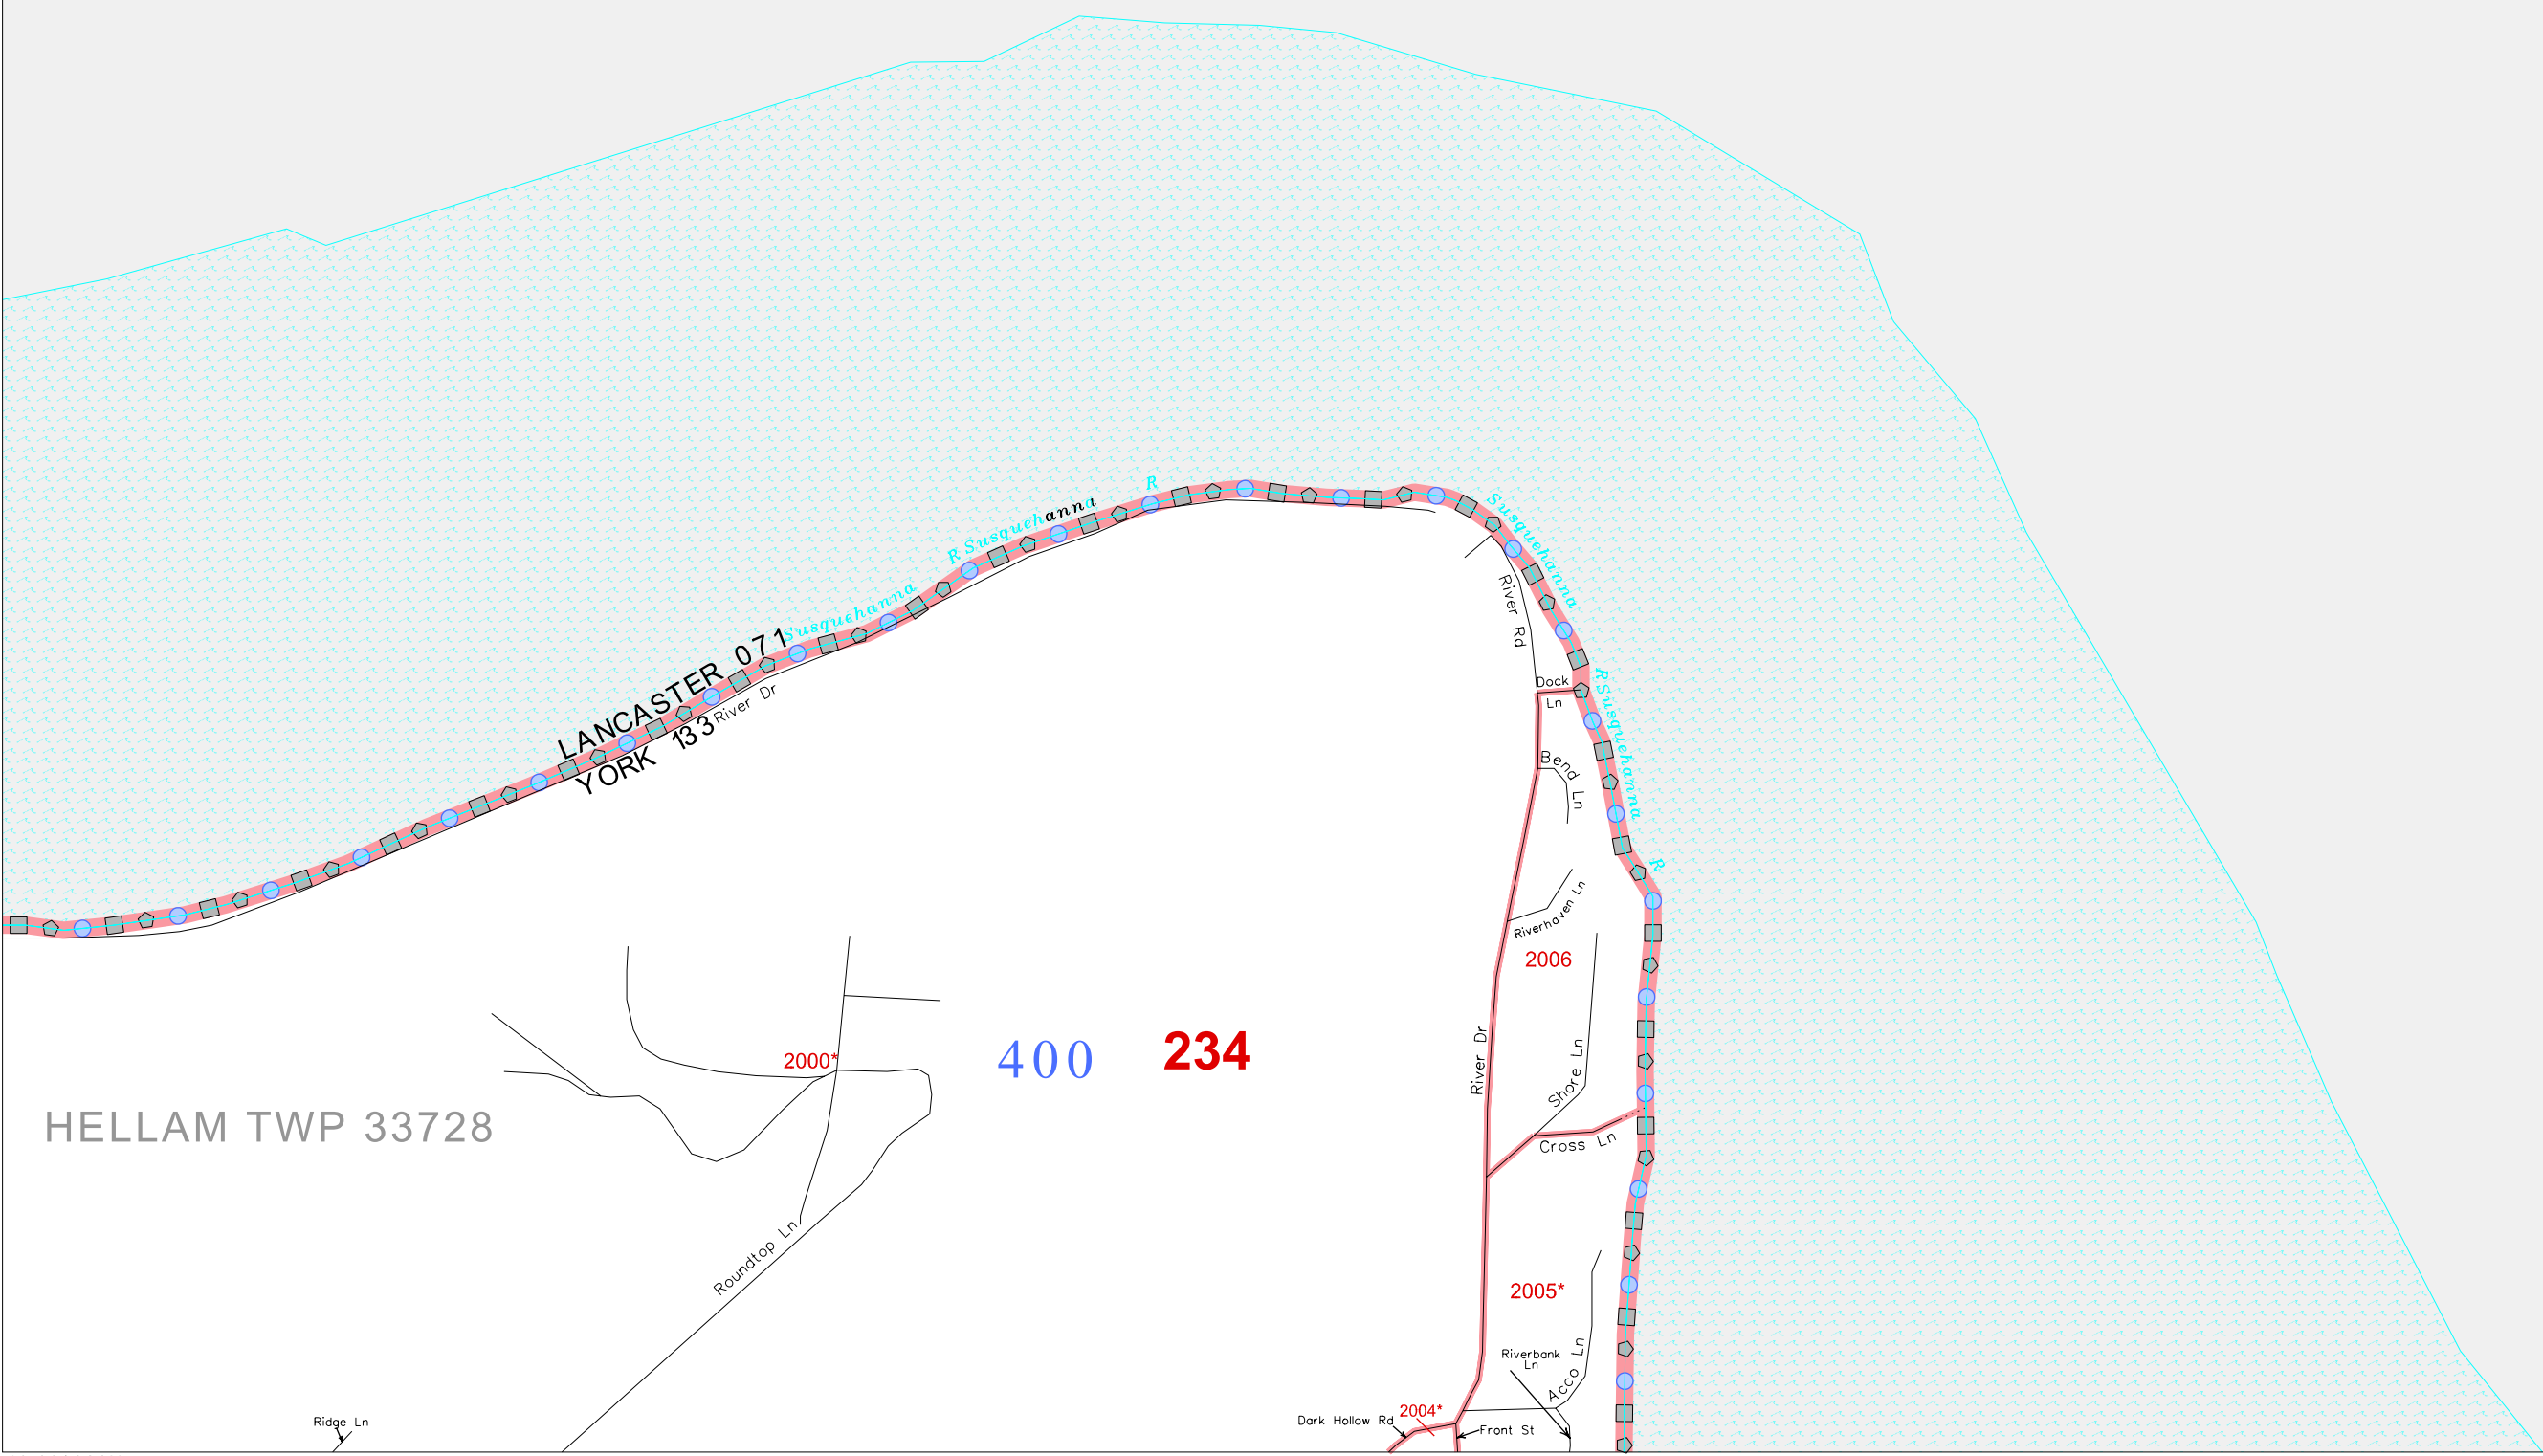 R
R Susquehanna
Susquehanna
Susquehanna
LANCASTER 071
YORK 133
River Dr
River Rd
Dock
Ln
R Susquehanna
Bend Ln
R
Riverhaven Ln
2006
River Dr
Shore Ln
Cross Ln
2000*
400
234
HELLAM TWP 33728
Roundtop Ln
2005*
Riverbank
Ln
Acco Ln
2004*
Dark Hollow Rd
Front St
Ridge Ln